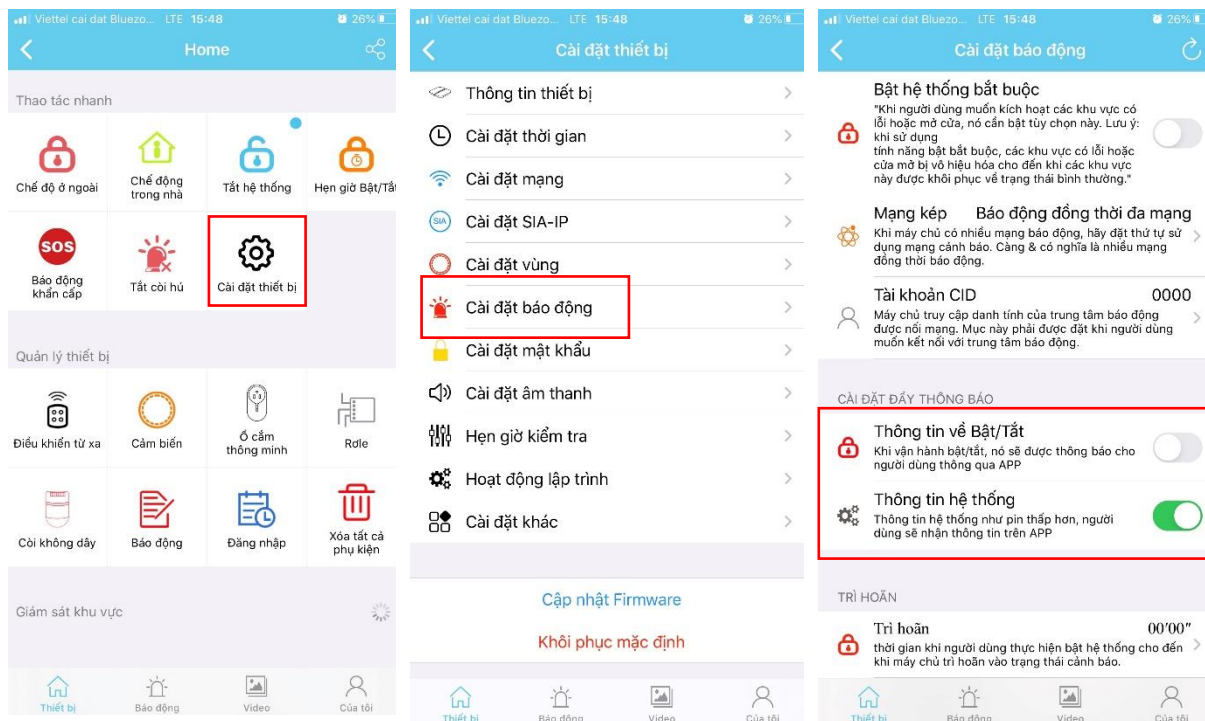 Viettel cai dat Bluezo... LTE 15:48 26%
Home
Thao tác nhanh
Chế độ ở ngoài
Chế động
trong nhà
Tắt hệ thống
Hẹn giờ Bật/Tắ
SOS
Báo động
khẩn cấp
Tắt còi hú
Cài đặt thiết bị
Quản lý thiết bị
Điều khiển từ xa
Cảm biến
Ổ cắm
thông minh
Rơle
Còi không dây
Báo động
Đăng nhập
Xóa tất cả
phụ kiện
Giám sát khu vực
Thiết bị
Báo động
Video
Của tôi
Viettel cai dat Bluezo... LTE 15:48 26%
Cài đặt thiết bị
Thông tin thiết bị
Cài đặt thời gian
Cài đặt mạng
SIA
Cài đặt SIA-IP
Cài đặt vùng
Cài đặt báo động
Cài đặt mật khẩu
Cài đặt âm thanh
Hẹn giờ kiểm tra
Hoạt động lập trình
Cài đặt khác
Cập nhật Firmware
Khôi phục mặc định
Thiết bị
Báo động
Video
Của tôi
Viettel cai dat Bluezo... LTE 15:48 26%
Cài đặt báo động
Bật hệ thống bắt buộc
"Khi người dùng muốn kích hoạt các khu vực có
lỗi hoặc mở cửa, nó cần bật tùy chọn này. Lưu ý:
khi sử dụng
tính năng bật bắt buộc, các khu vực có lỗi hoặc
cửa mở bị vô hiệu hóa cho đến khi các khu vực
này được khôi phục về trạng thái bình thường."
Mạng kép Báo động đồng thời đa mạng
Khi máy chủ có nhiều mạng báo động, hãy đặt thứ tự sử
dụng mạng cảnh báo. Càng & có nghĩa là nhiều mạng
đồng thời báo động.
Tài khoản CID 0000
Máy chủ truy cập danh tính của trung tâm báo động
được nối mạng. Mục này phải được đặt khi người dùng
muốn kết nối với trung tâm báo động.
CÀI ĐẶT ĐẨY THÔNG BÁO
Thông tin về Bật/Tắt
Khi vận hành bật/tắt, nó sẽ được thông báo cho
người dùng thông qua APP
Thông tin hệ thống
Thông tin hệ thống như pin thấp hơn, người
dùng sẽ nhận thông tin trên APP
TRÌ HOÃN
Trì hoãn 00'00"
thời gian khi người dùng thực hiện bật hệ thống cho đến
khi máy chủ trì hoãn vào trạng thái cảnh báo.
Thiết bị
Báo động
Video
Của tôi